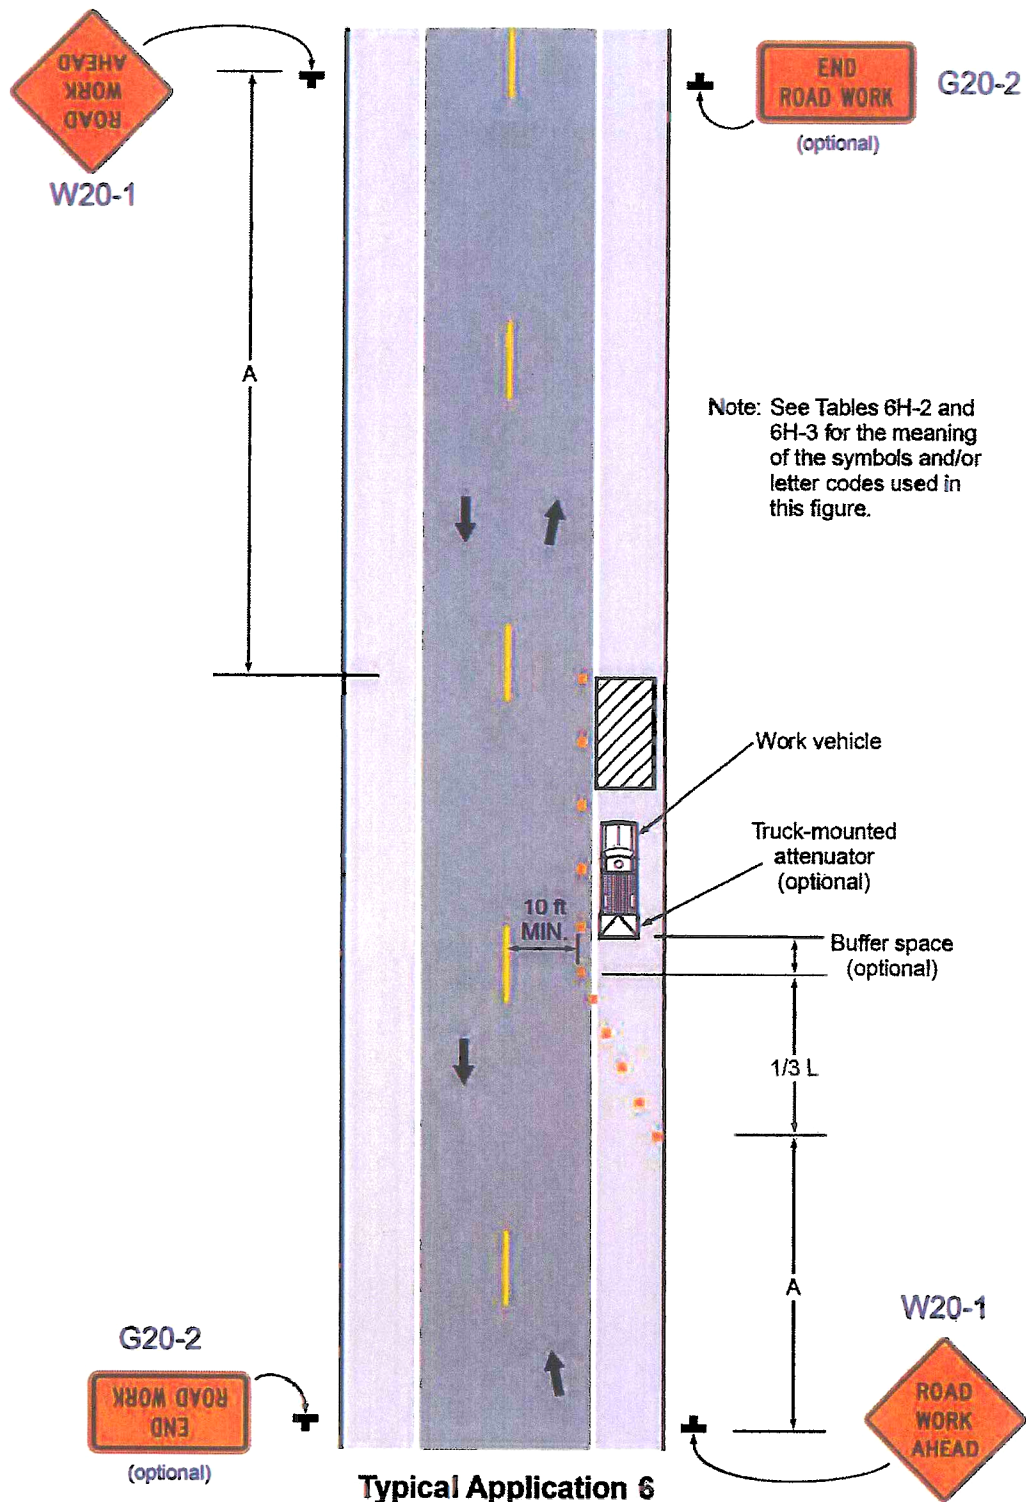 ROAD
WORK
AHEAD
W20-1
END
ROAD WORK
(optional)
G20-2
A
Note: See Tables 6H-2 and
6H-3 for the meaning
of the symbols and/or
letter codes used in
this figure.
Work vehicle
Truck-mounted
attenuator
(optional)
10 ft
MIN.
Buffer space
(optional)
1/3 L
A
W20-1
ROAD
WORK
AHEAD
G20-2
END
ROAD WORK
(optional)
Typical Application 6